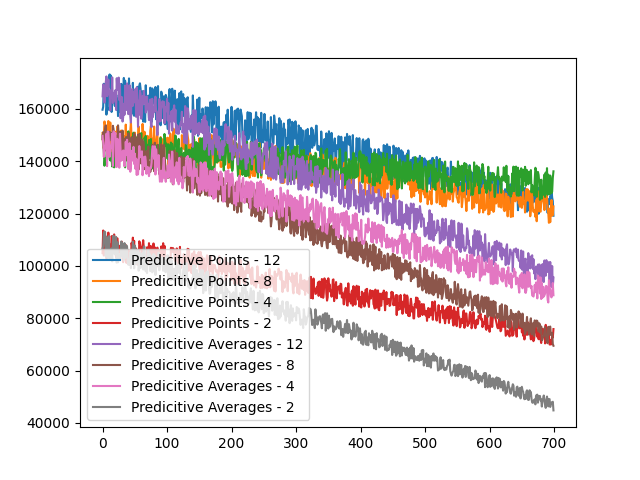 160000
140000
120000
100000
80000
60000
40000
Predicitive Points - 12
Predicitive Points - 8
Predicitive Points - 4
Predicitive Points - 2
Predicitive Averages - 12
Predicitive Averages - 8
Predicitive Averages - 4
Predicitive Averages - 2
0 100 200 300 400 500 600 700